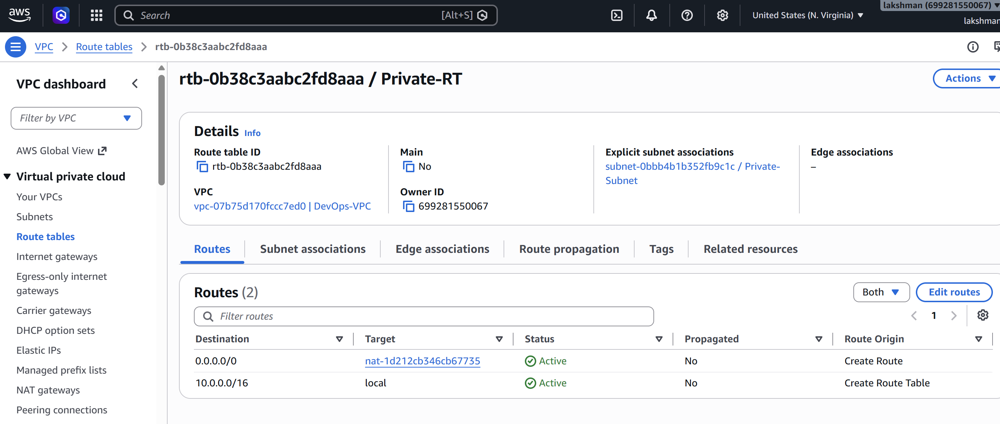 aws
Search [Alt+S]
United States (N. Virginia)
lakshman (699281550067)
lakshman
VPC
Route tables
rtb-0b38c3aabc2fd8aaa
VPC dashboard
Filter by VPC
AWS Global View
Virtual private cloud
Your VPCs
Subnets
Route tables
Internet gateways
Egress-only internet
gateways
Carrier gateways
DHCP option sets
Elastic IPs
Managed prefix lists
NAT gateways
Peering connections
rtb-0b38c3aabc2fd8aaa / Private-RT
Actions
Details Info
Route table ID
rtb-0b38c3aabc2fd8aaa
Main
No
Explicit subnet associations
subnet-0bbb4b1b352fb9c1c / Private-
Subnet
Edge associations
–
VPC
vpc-07b75d170fccc7ed0 | DevOps-VPC
Owner ID
699281550067
Routes Subnet associations Edge associations Route propagation Tags Related resources
Routes (2)
Both
Edit routes
Filter routes
1
Destination Target Status Propagated Route Origin
0.0.0.0/0 nat-1d212cb346cb67735 Active No Create Route
10.0.0.0/16 local Active No Create Route Table